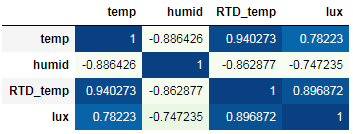 temp humid RTD_temp lux
temp 1 -0.886426 0.940273 0.78223
humid -0.886426 1 -0.862877 -0.747235
RTD_temp 0.940273 -0.862877 1 0.896872
lux 0.78223 -0.747235 0.896872 1